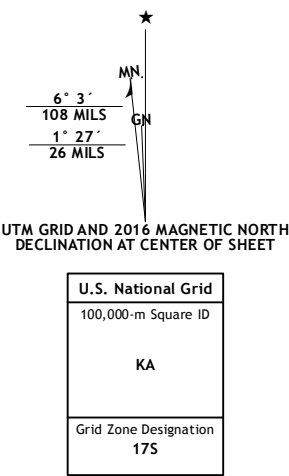 ★
MN.
6° 3´
108 MILS
GN
1° 27´
26 MILS
UTM GRID AND 2016 MAGNETIC NORTH
DECLINATION AT CENTER OF SHEET
U.S. National Grid
100,000-m Square ID
KA
Grid Zone Designation
17S